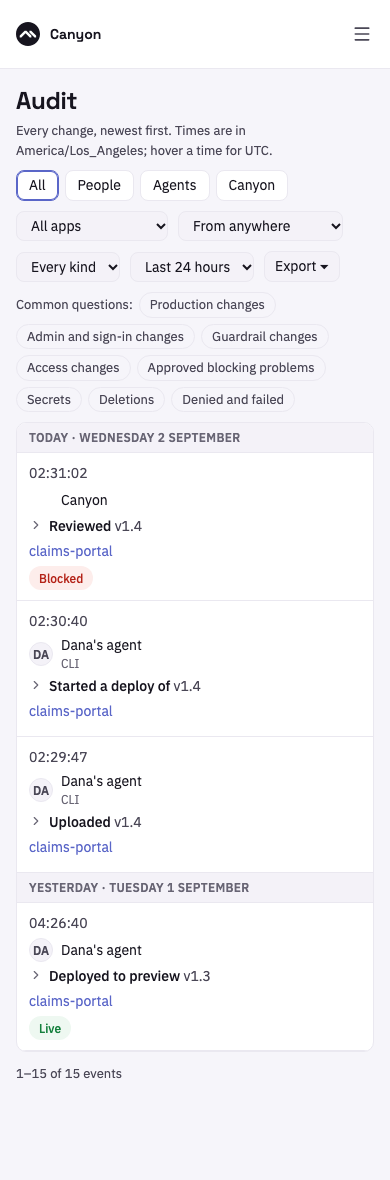 Canyon
Audit
Every change, newest first. Times are in
America/Los_Angeles; hover a time for UTC.
All People Agents Canyon
All apps From anywhere
Every kind Last 24 hours Export
Common questions: Production changes
Admin and sign-in changes Guardrail changes
Access changes Approved blocking problems
Secrets Deletions Denied and failed
TODAY · WEDNESDAY 2 SEPTEMBER
02:31:02
Canyon
Reviewed v1.4
claims-portal
Blocked
02:30:40
DA Dana's agent
CLI
Started a deploy of v1.4
claims-portal
02:29:47
DA Dana's agent
CLI
Uploaded v1.4
claims-portal
YESTERDAY · TUESDAY 1 SEPTEMBER
04:26:40
DA Dana's agent
Deployed to preview v1.3
claims-portal
Live
1–15 of 15 events